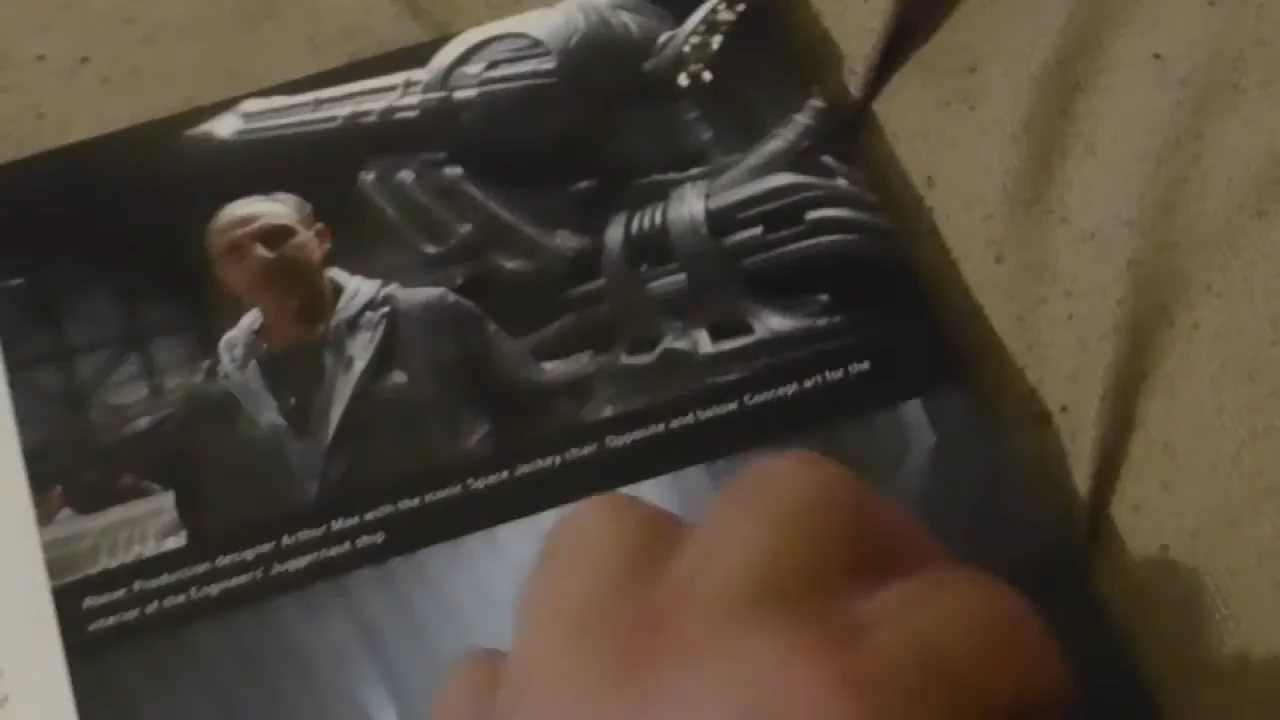 Above: Production designer Arthur Max with the iconic Space Jockey chair. Opposite and below: Concept art for the
interior of the Engineers' Juggernaut ship